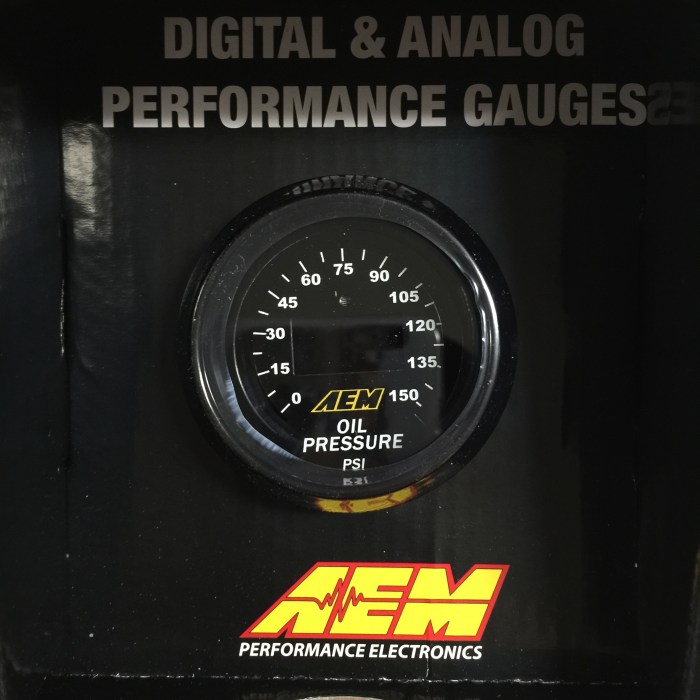 DIGITAL & ANALOG
PERFORMANCE GAUGES
75
60
90
45
105
30
120
15
135
0
AEM
150
OIL
PRESSURE
PSI
AEM
PERFORMANCE ELECTRONICS